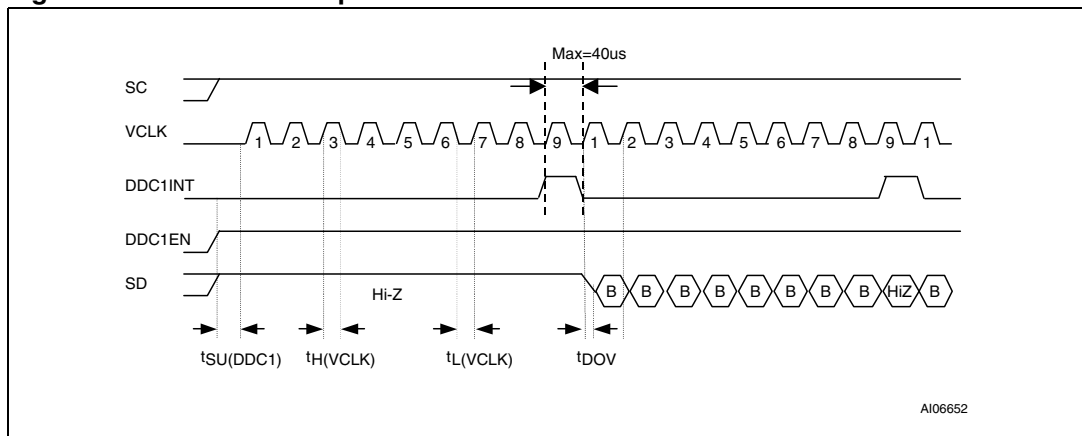 Max=40us
SC
VCLK
1 2 3 4 5 6 7 8 9 1 2 3 4 5 6 7 8 9 1
DDC1INT
DDC1EN
SD
Hi-Z
B B B B B B B B HiZ B
tSU(DDC1) tH(VCLK) tL(VCLK) tDOV
AI06652